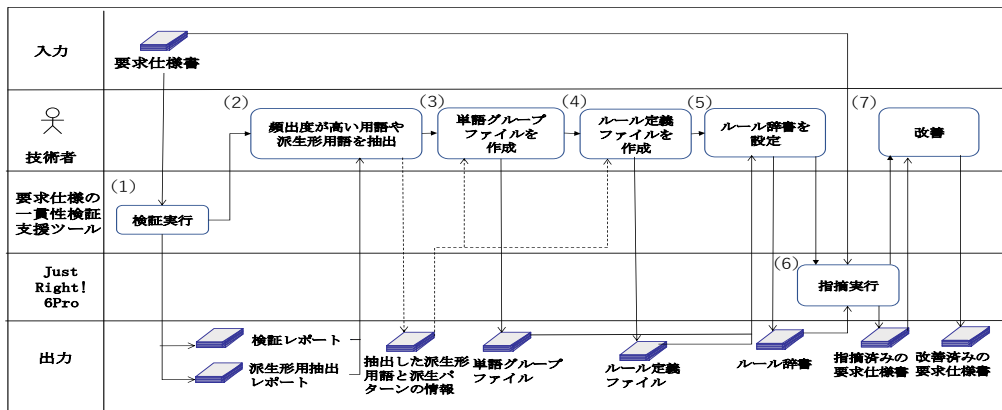 入力
要求仕様書
技術者
(2)
頻出度が高い用語や
派生形用語を抽出
(3)
単語グループ
ファイルを
作成
(4)
ルール定義
ファイルを
作成
(5)
ルール辞書を
設定
(7)
改善
要求仕様の
一貫性検証
支援ツール
(1)
検証実行
Just
Right!
6Pro
(6)
指摘実行
出力
検証レポート
派生形用抽出
レポート
抽出した派生形
用語と派生パ
ターンの情報
単語グループ
ファイル
ルール定義
ファイル
ルール辞書
指摘済みの
要求仕様書
改善済みの
要求仕様書